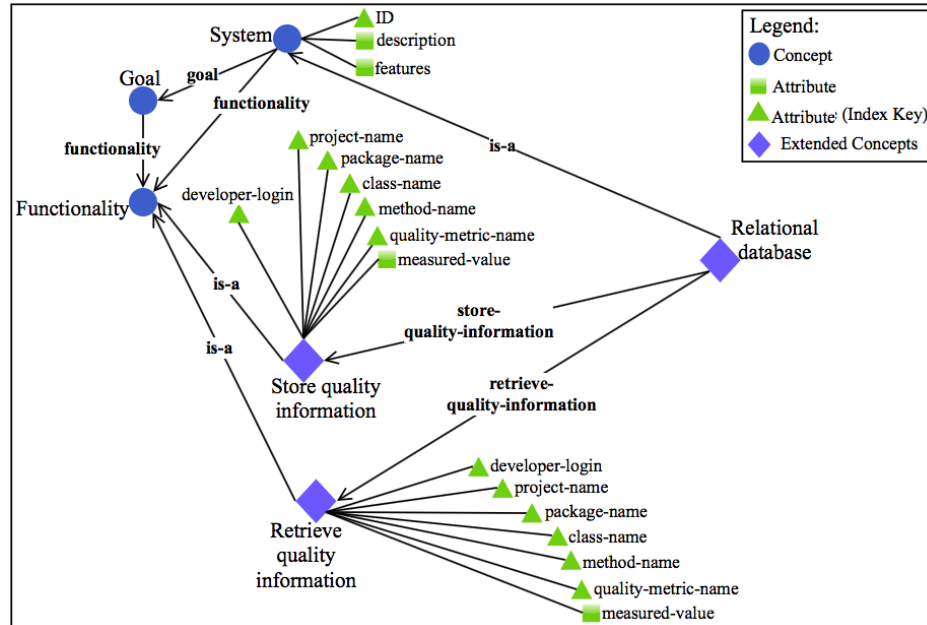 System
ID
description
features
Goal
goal
functionality
functionality
Functionality
is-a
project-name
package-name
class-name
developer-login
method-name
quality-metric-name
measured-value
Relational
database
is-a
is-a
store-
quality-information
Store quality
information
retrieve-
quality-information
developer-login
project-name
package-name
class-name
method-name
quality-metric-name
measured-value
Retrieve
quality
information
Legend:
Concept
Attribute
Attribute: (Index Key)
Extended Concepts